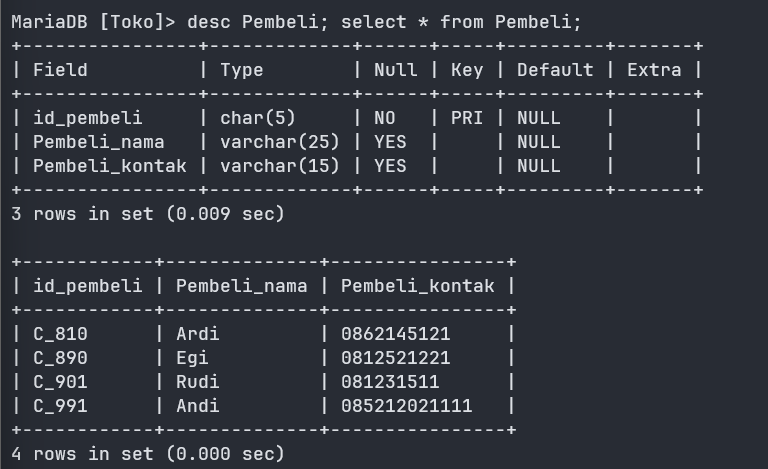 MariaDB [Toko]> desc Pembeli; select * from Pembeli;
+----------------+-------------+------+-----+---------+-------+
| Field          | Type        | Null | Key | Default | Extra |
+----------------+-------------+------+-----+---------+-------+
| id_pembeli     | char(5)     | NO   | PRI | NULL    |       |
| Pembeli_nama   | varchar(25) | YES  |     | NULL    |       |
| Pembeli_kontak | varchar(15) | YES  |     | NULL    |       |
+----------------+-------------+------+-----+---------+-------+
3 rows in set (0.009 sec)

+------------+--------------+----------------+
| id_pembeli | Pembeli_nama | Pembeli_kontak |
+------------+--------------+----------------+
| C_810      | Ardi         | 0862145121     |
| C_890      | Egi          | 0812521221     |
| C_901      | Rudi         | 081231511      |
| C_991      | Andi         | 085212021111   |
+------------+--------------+----------------+
4 rows in set (0.000 sec)